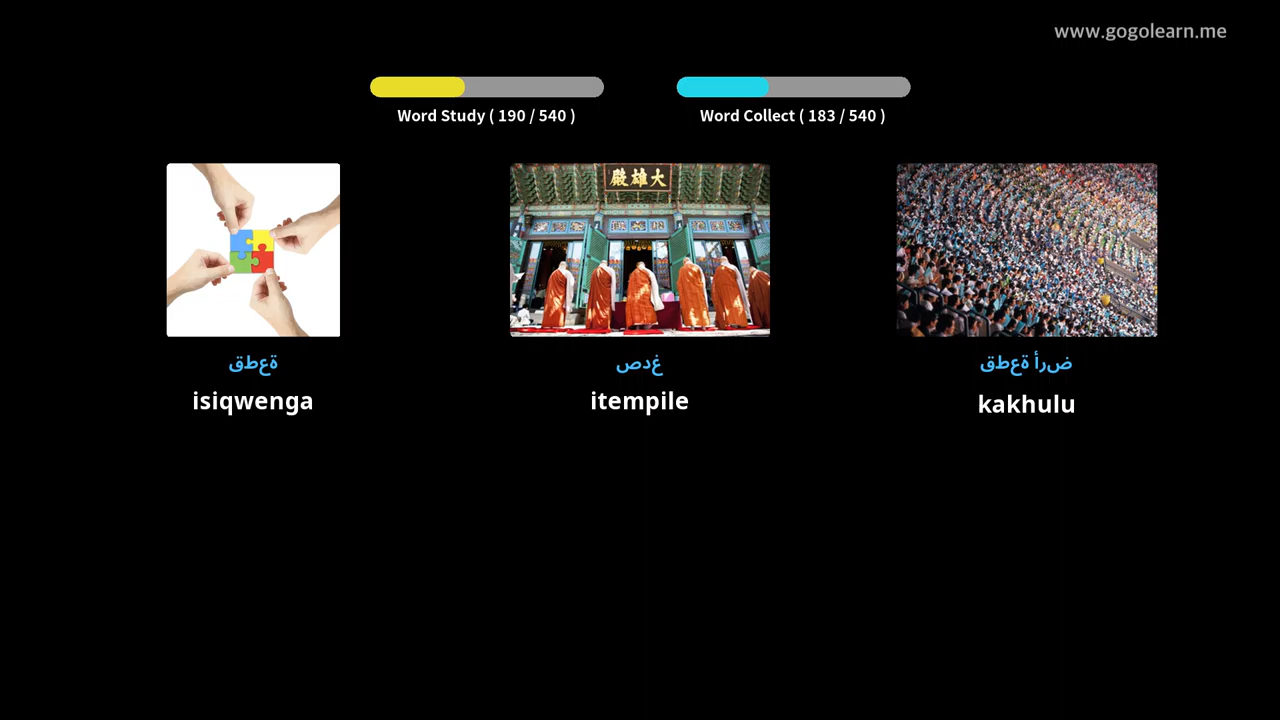 www.gogolearn.me
Word Study ( 190 / 540 )
Word Collect ( 183 / 540 )
ةعطق
isiqwenga
غدص
itempile
ضرأ ةعطق
kakhulu
大雄殿